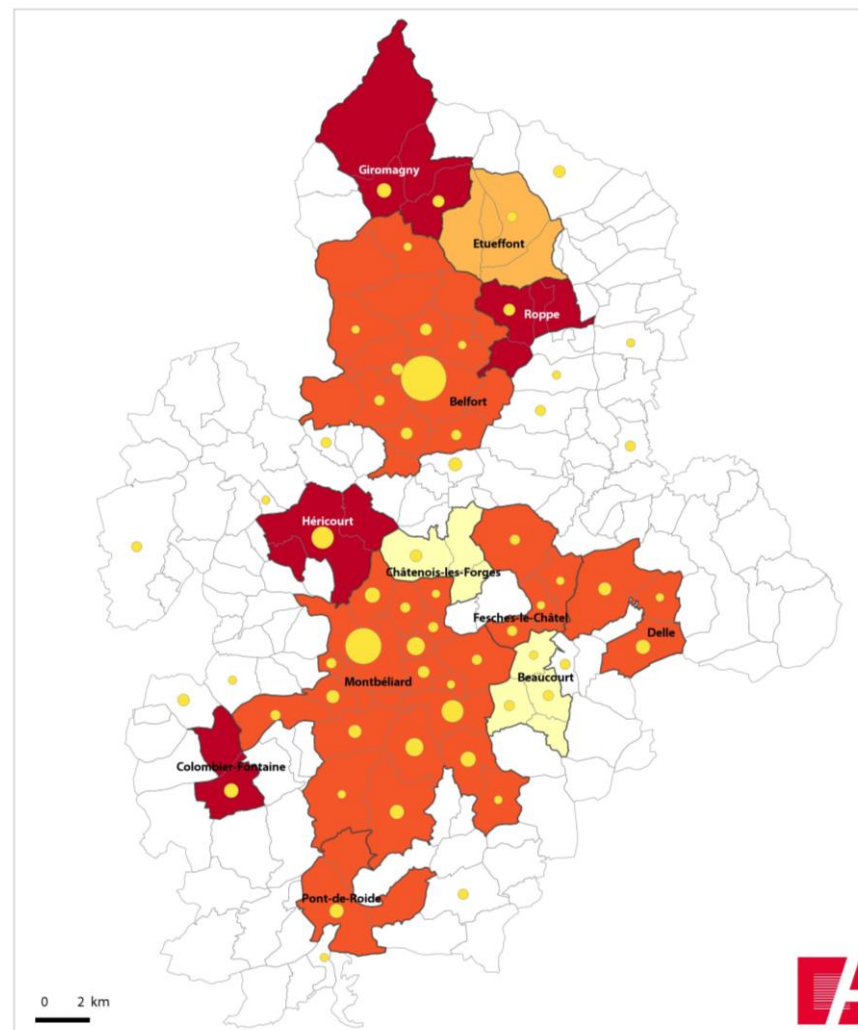 Giromagny
Etueffont
Roppe
Belfort
Héricourt
Châtenois-les-Forges
Fesches-le-Châtel
Delle
Montbéliard
Beaucourt
Colombier-Fontaine
Pont-de-Roide
0 2 km
A